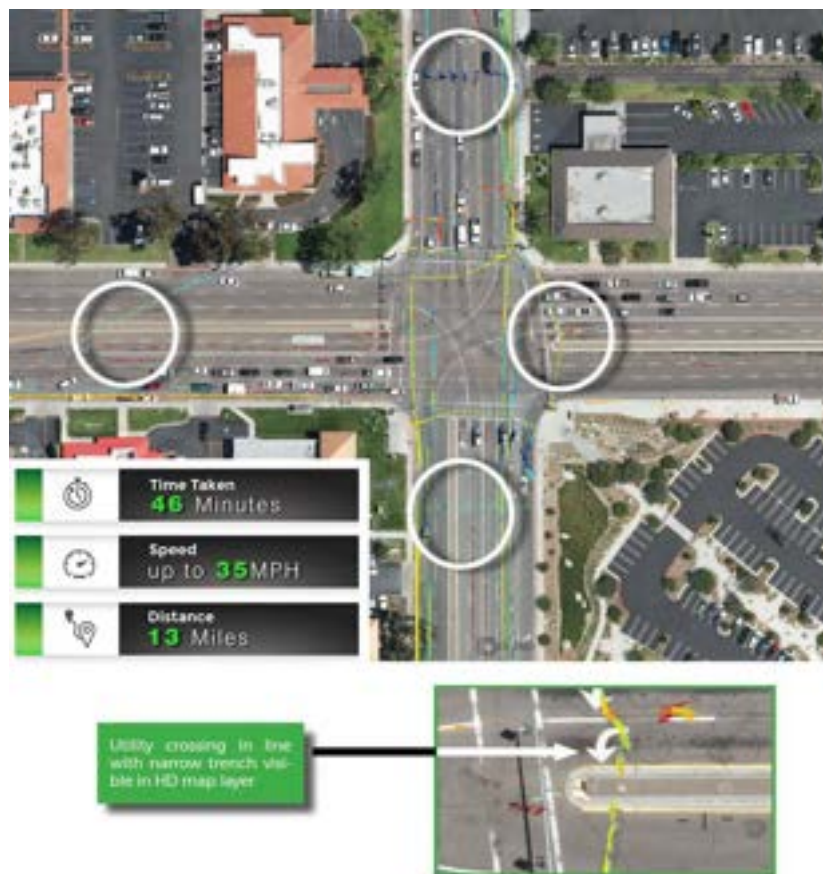 Time Taken
46 Minutes
Speed
up to 35MPH
Distance
13 Miles
Utility crossing in line
with narrow trench visi-
ble in HD map layer